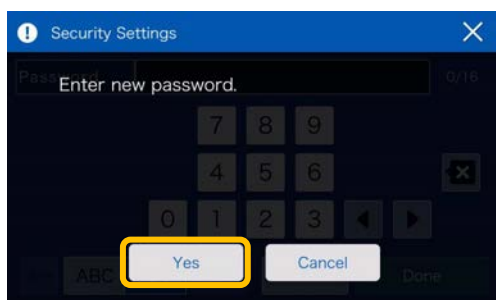 Security Settings
Password 0/16
Enter new password.
7 8 9
4 5 6
0 1 2 3
Yes Cancel
ABC Done